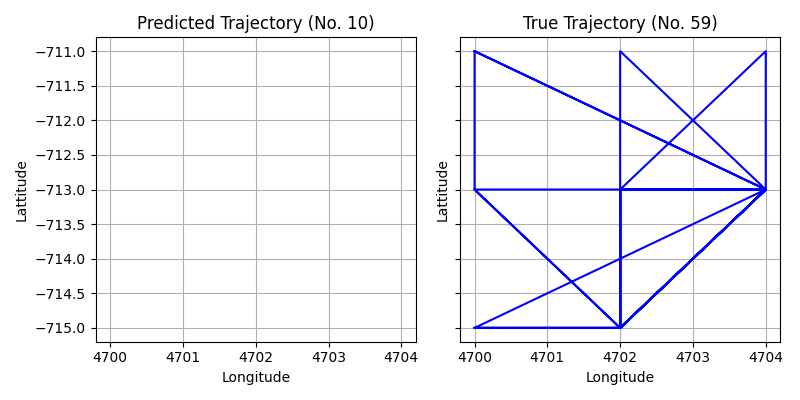 Predicted Trajectory (No. 10)
True Trajectory (No. 59)
−711.0
−711.5
−712.0
−712.5
−713.0
−713.5
−714.0
−714.5
−715.0
Lattitude
Lattitude
4700 4701 4702 4703 4704
4700 4701 4702 4703 4704
Longitude
Longitude